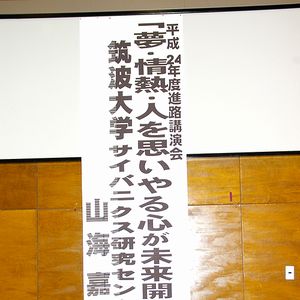 平成24年度進路講演会
「夢・情熱・人を思いやる心が未来開
筑波大学サイバニクス研究セン
山海嘉